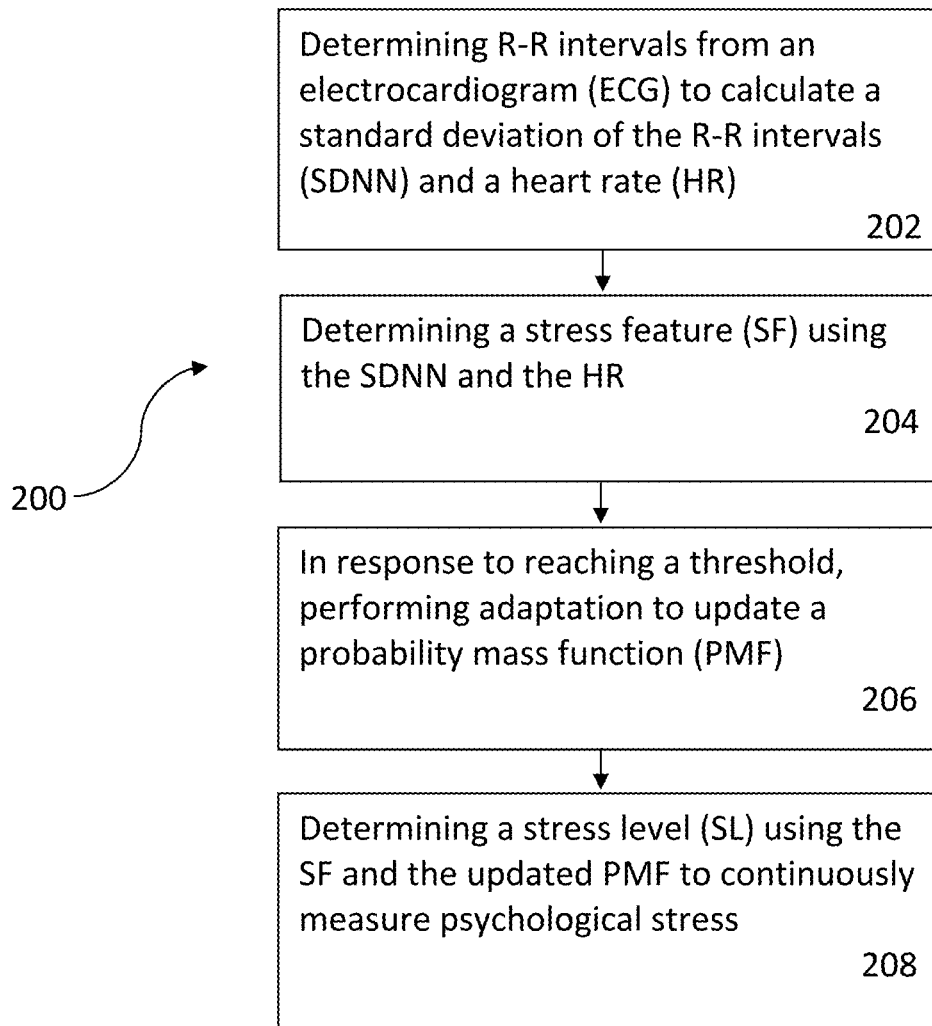 Determining R-R intervals from an
electrocardiogram (ECG) to calculate a
standard deviation of the R-R intervals
(SDNN) and a heart rate (HR)
202
Determining a stress feature (SF) using
the SDNN and the HR
204
200
In response to reaching a threshold,
performing adaptation to update a
probability mass function (PMF)
206
Determining a stress level (SL) using the
SF and the updated PMF to continuously
measure psychological stress
208